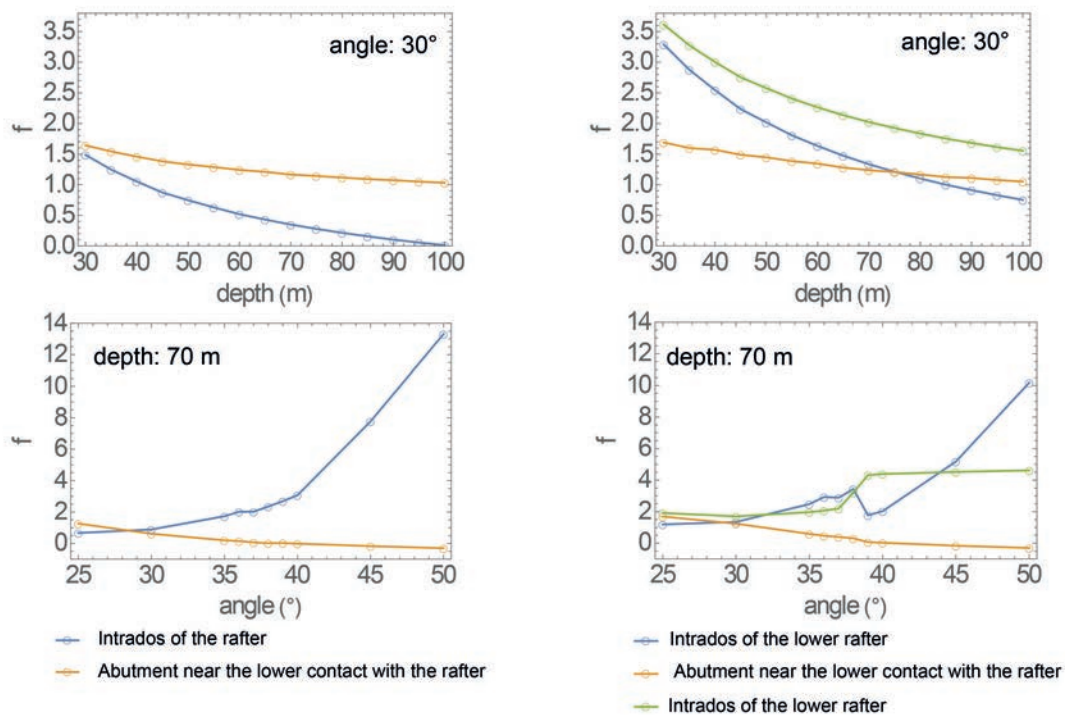 3.5
3.0
2.5
2.0
1.5
1.0
0.5
0.0
f
angle: 30°
30 40 50 60 70 80 90 100
depth (m)
3.5
3.0
2.5
2.0
1.5
1.0
0.5
0.0
f
angle: 30°
30 40 50 60 70 80 90 100
depth (m)
14
12
10
8
6
4
2
0
f
depth: 70 m
25 30 35 40 45 50
angle (°)
Intrados of the rafter
Abutment near the lower contact with the rafter
14
12
10
8
6
4
2
0
f
depth: 70 m
25 30 35 40 45 50
angle (°)
Intrados of the lower rafter
Abutment near the lower contact with the rafter
Intrados of the lower rafter